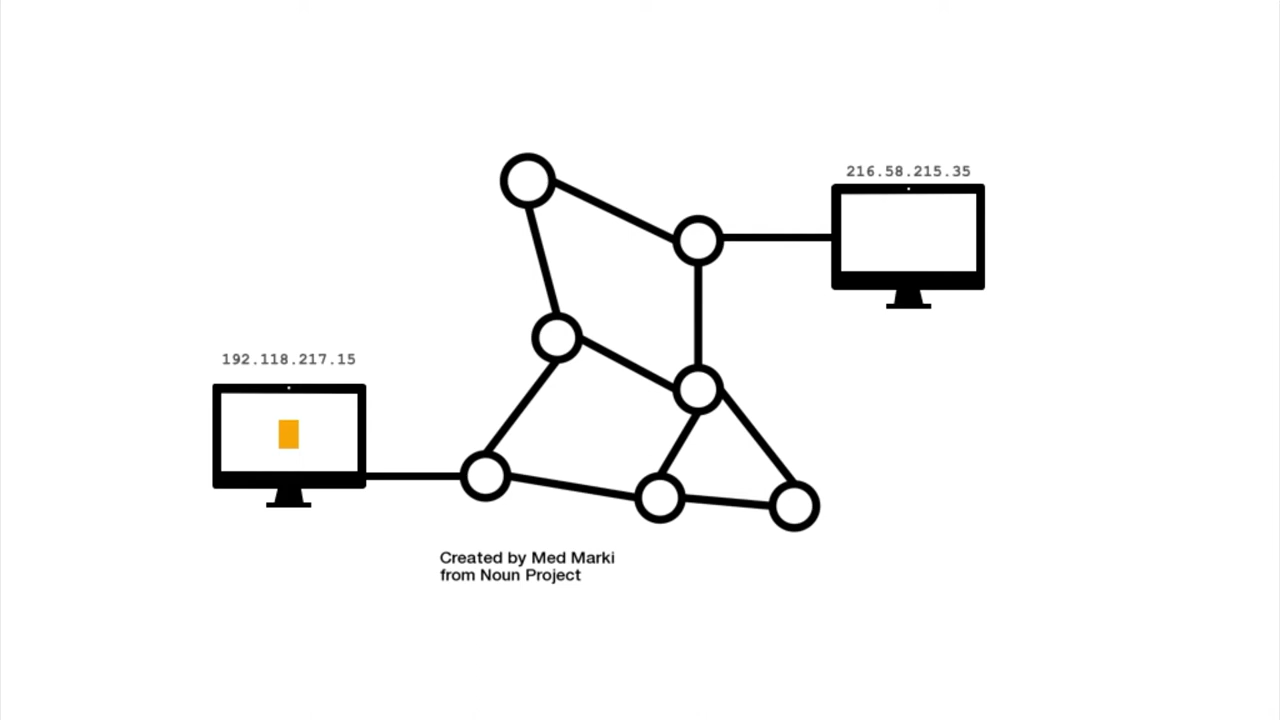 216.58.215.35
192.118.217.15
Created by Med Marki
from Noun Project